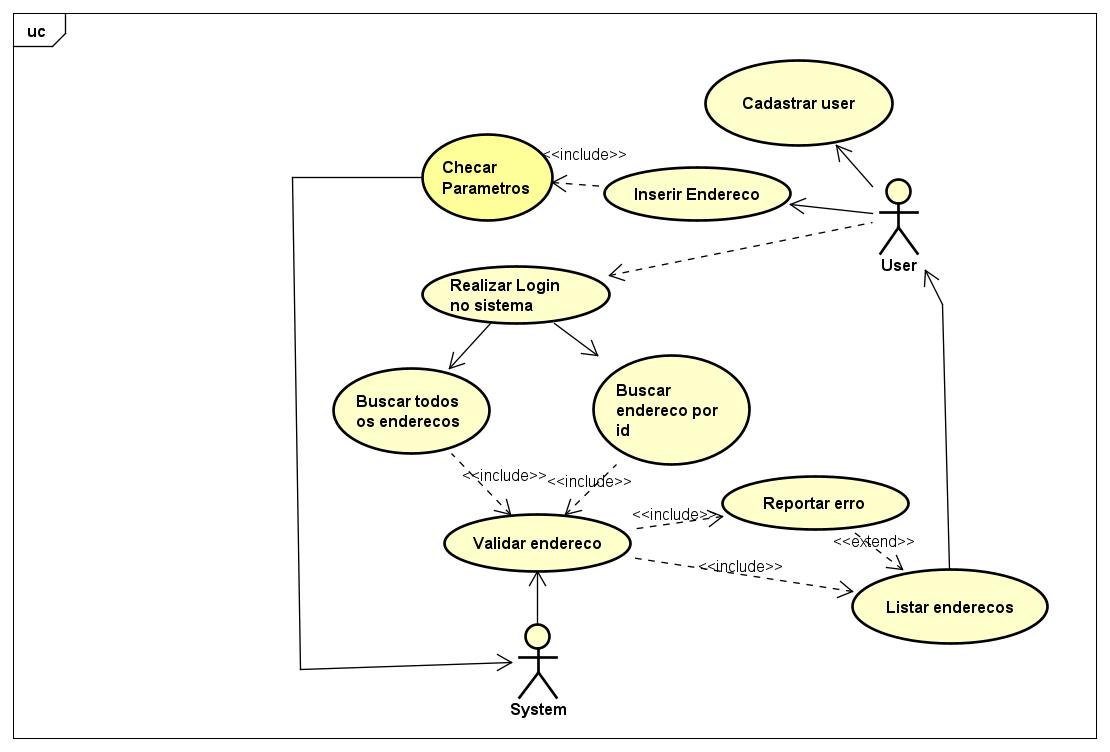 uc
Cadastrar user
<<include>>
Checar
Parametros
Inserir Endereco
User
Realizar Login
no sistema
Buscar todos
os enderecos
Buscar
endereco por
id
<<include>>
<<include>>
Reportar erro
<<include>>
Validar endereco
<<extend>>
<<include>>
Listar enderecos
System